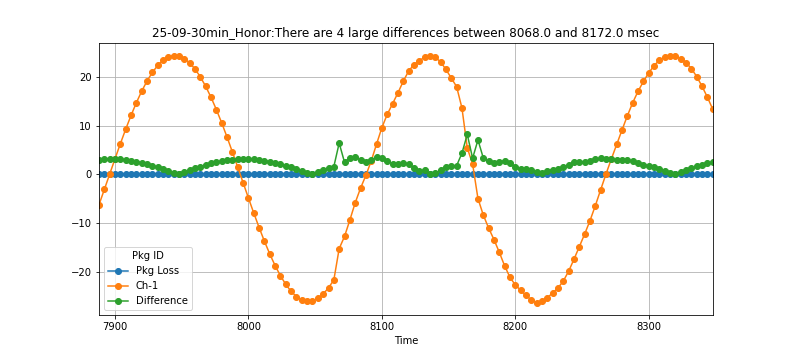 25-09-30min_Honor:There are 4 large differences between 8068.0 and 8172.0 msec
20
10
0
−10
−20
Pkg ID
Pkg Loss
Ch-1
Difference
7900 8000 8100 8200 8300
Time